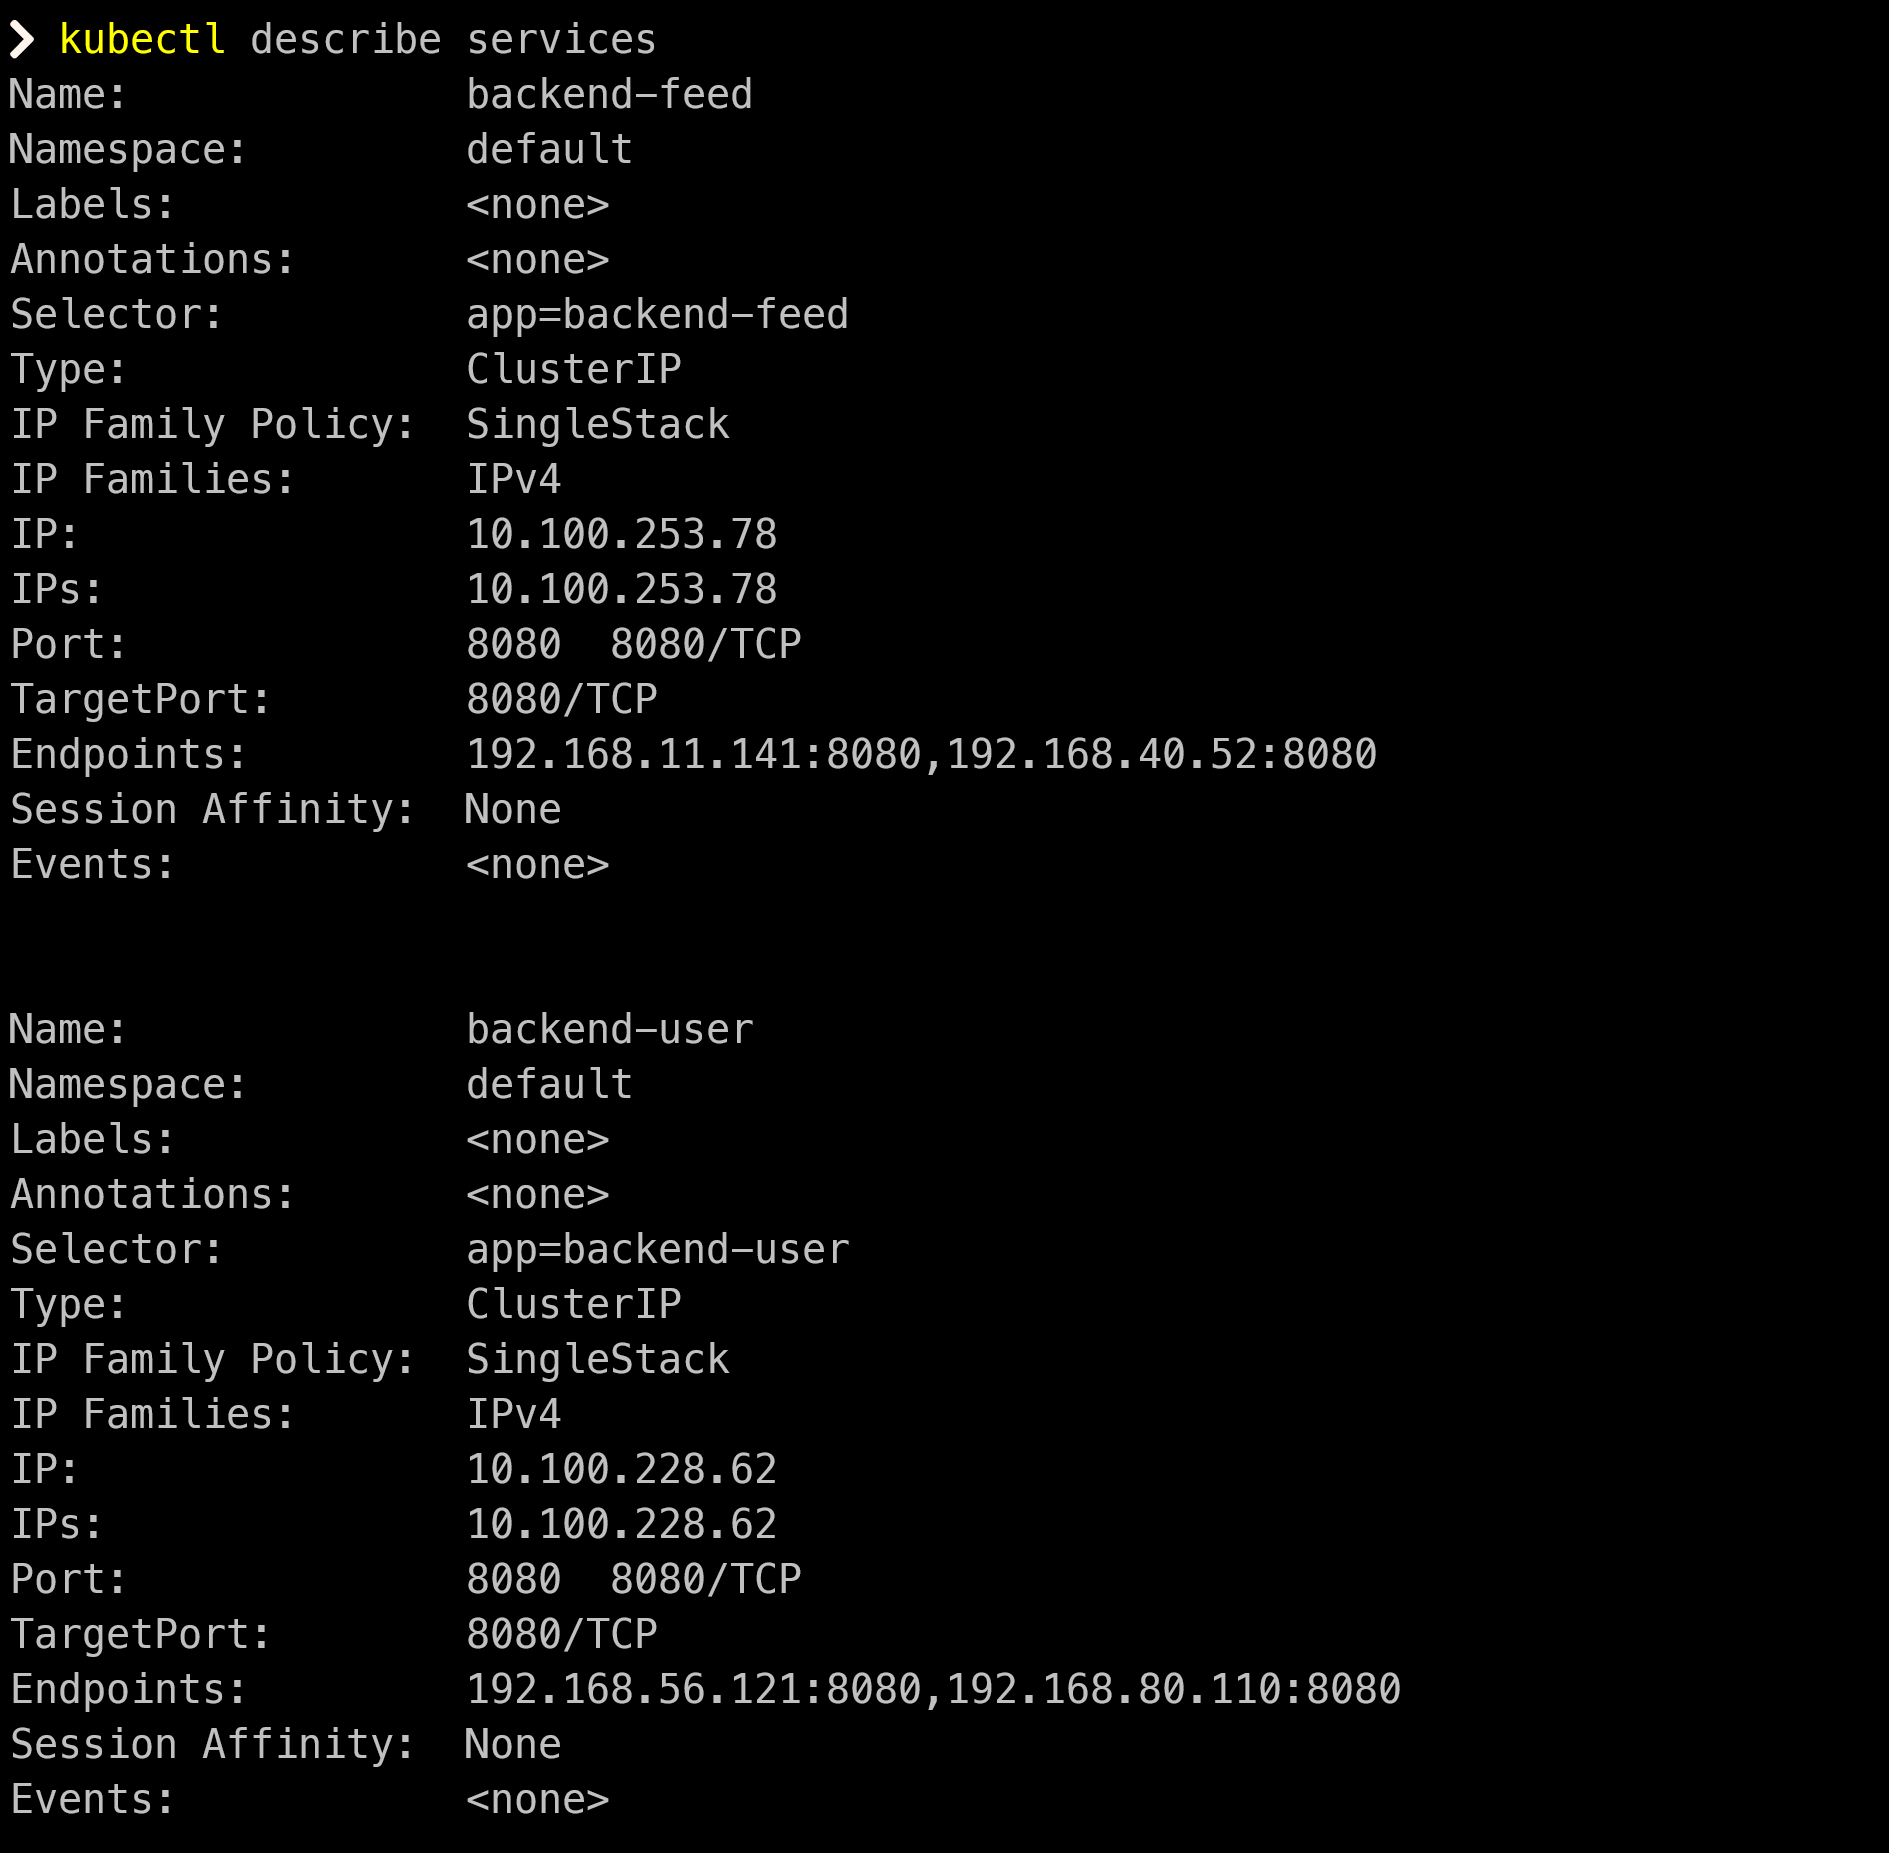 ❯ kubectl describe services
Name:              backend-feed
Namespace:         default
Labels:            <none>
Annotations:       <none>
Selector:          app=backend-feed
Type:              ClusterIP
IP Family Policy:  SingleStack
IP Families:       IPv4
IP:                10.100.253.78
IPs:               10.100.253.78
Port:              8080  8080/TCP
TargetPort:        8080/TCP
Endpoints:         192.168.11.141:8080,192.168.40.52:8080
Session Affinity:  None
Events:            <none>
Name:              backend-user
Namespace:         default
Labels:            <none>
Annotations:       <none>
Selector:          app=backend-user
Type:              ClusterIP
IP Family Policy:  SingleStack
IP Families:       IPv4
IP:                10.100.228.62
IPs:               10.100.228.62
Port:              8080  8080/TCP
TargetPort:        8080/TCP
Endpoints:         192.168.56.121:8080,192.168.80.110:8080
Session Affinity:  None
Events:            <none>